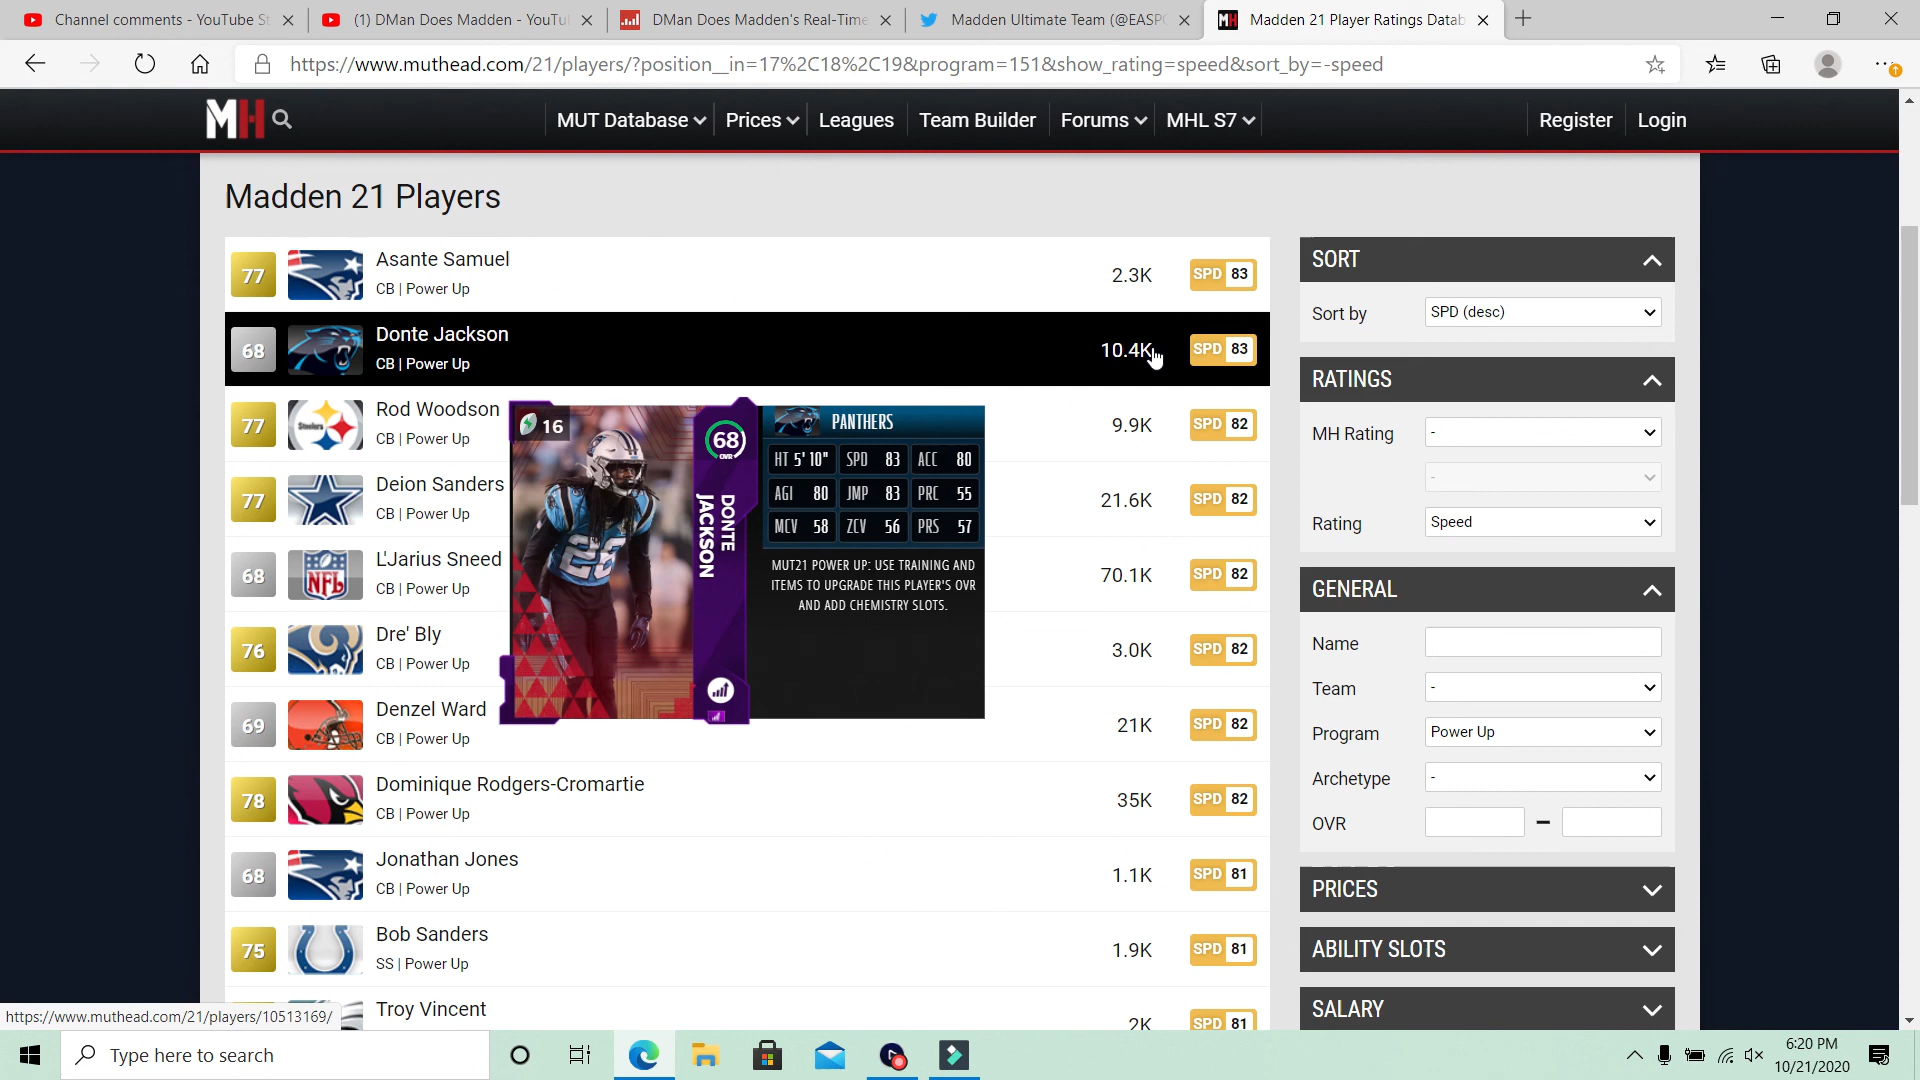 Channel comments - YouTube St
(1) DMan Does Madden - YouTu
DMan Does Madden's Real-Time
Madden Ultimate Team (@EASPO
Madden 21 Player Ratings Datab
https://www.muthead.com/21/players/?position__in=17%2C18%2C19&program=151&show_rating=speed&sort_by=-speed
MH
MUT Database
Prices
Leagues
Team Builder
Forums
MHL S7
Register
Login
Madden 21 Players
77
Asante Samuel
CB | Power Up
2.3K
SPD 83
68
Donte Jackson
CB | Power Up
10.4K
SPD 83
77
Steelers
Rod Woodson
CB | Power Up
9.9K
SPD 82
77
Deion Sanders
CB | Power Up
21.6K
SPD 82
68
NFL
L'Jarius Sneed
CB | Power Up
70.1K
SPD 82
76
Dre' Bly
CB | Power Up
3.0K
SPD 82
69
Denzel Ward
CB | Power Up
21K
SPD 82
78
Dominique Rodgers-Cromartie
CB | Power Up
35K
SPD 82
68
Jonathan Jones
CB | Power Up
1.1K
SPD 81
75
Bob Sanders
SS | Power Up
1.9K
SPD 81
Troy Vincent
2K
SPD 81
16
68
OVR
DONTE
JACKSON
26
PANTHERS
HT 5' 10" SPD 83 ACC 80
AGI 80 JMP 83 PRC 55
MCV 58 ZCV 56 PRS 57
MUT21 POWER UP: USE TRAINING AND
ITEMS TO UPGRADE THIS PLAYER'S OVR
AND ADD CHEMISTRY SLOTS.
SORT
Sort by
SPD (desc)
RATINGS
MH Rating
-
-
Rating
Speed
GENERAL
Name
Team
-
Program
Power Up
Archetype
-
OVR
–
PRICES
ABILITY SLOTS
SALARY
https://www.muthead.com/21/players/10513169/
Type here to search
6:20 PM
10/21/2020